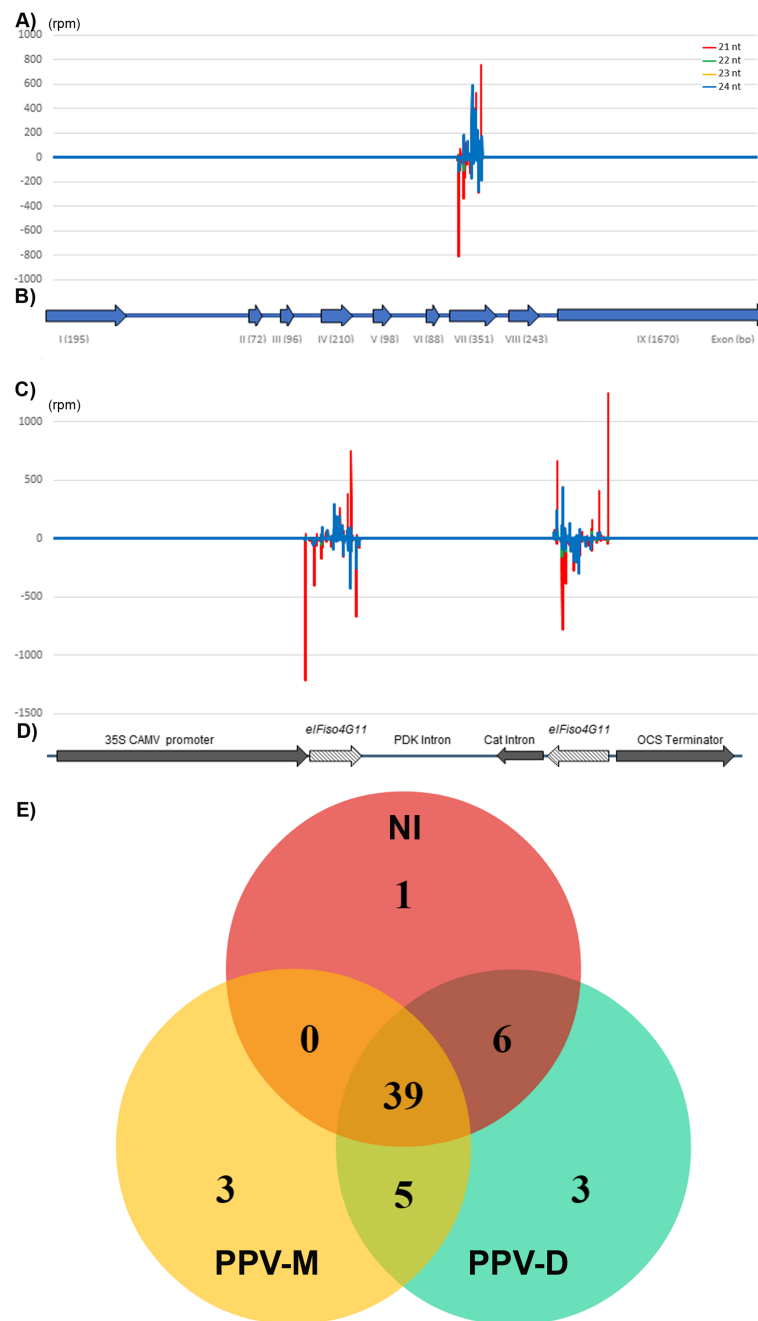 A) (rpm)
1000
800
600
400
200
0
-200
-400
-600
-800
-1000
21 nt
22 nt
23 nt
24 nt
B)
I (195) II (72) III (96) IV (210) V (98) VI (88) VII (351) VIII (243) IX (1670) Exon (bp)
C) (rpm)
1000
500
0
-500
-1000
-1500
D)
35S CAMV promoter eIFiso4G11 PDK Intron Cat Intron eIFiso4G11 OCS Terminator
E)
NI
1
0 6
39
3 5 3
PPV-M PPV-D